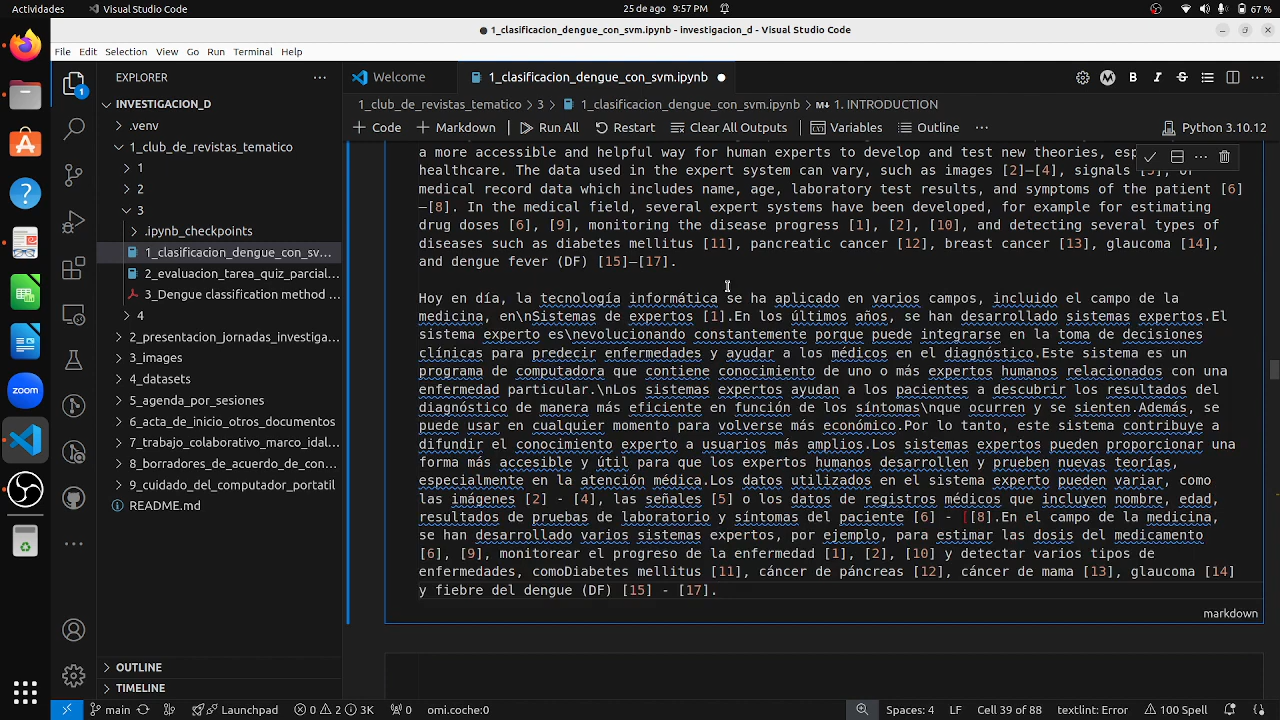 Actividades
Visual Studio Code
25 de ago 9:57 PM
67 %
1_clasificacion_dengue_con_svm.ipynb - investigacion_d - Visual Studio Code
File Edit Selection View Go Run Terminal Help
EXPLORER
Welcome
1_clasificacion_dengue_con_svm.ipynb
INVESTIGACION_D
1_club_de_revistas_tematico > 3 > 1_clasificacion_dengue_con_svm.ipynb > 1. INTRODUCTION
Code Markdown Run All Restart Clear All Outputs Variables Outline Python 3.10.12
.venv
1_club_de_revistas_tematico
1
2
3
.ipynb_checkpoints
1_clasificacion_dengue_con_sv...
2_evaluacion_tarea_quiz_parcial...
3_Dengue classification method ...
4
2_presentacion_jornadas_investiga...
3_images
4_datasets
5_agenda_por_sesiones
6_acta_de_inicio_otros_documentos
7_trabajo_colaborativo_marco_idal...
8_borradores_de_acuerdo_de_con...
9_cuidado_del_computador_portatil
README.md
OUTLINE
TIMELINE
a more accessible and helpful way for human experts to develop and test new theories,
healthcare. The data used in the expert system can vary, such as images [2]–[4], signals
medical record data which includes name, age, laboratory test results, and symptoms of the patient [6]
–[8]. In the medical field, several expert systems have been developed, for example for estimating
drug doses [6], [9], monitoring the disease progress [1], [2], [10], and detecting several types of
diseases such as diabetes mellitus [11], pancreatic cancer [12], breast cancer [13], glaucoma [14],
and dengue fever (DF) [15]–[17].
Hoy en día, la tecnología informática se ha aplicado en varios campos, incluido el campo de la
medicina, en\nSistemas de expertos [1].En los últimos años, se han desarrollado sistemas expertos.El
sistema experto es\nevolucionando constantemente porque puede integrarse en la toma de decisiones
clínicas para predecir enfermedades y ayudar a los médicos en el diagnóstico.Este sistema es un
programa de computadora que contiene conocimiento de uno o más expertos humanos relacionados con una
enfermedad particular.\nLos sistemas expertos ayudan a los pacientes a descubrir los resultados del
diagnóstico de manera más eficiente en función de los síntomas\nque ocurren y se sienten.Además, se
puede usar en cualquier momento para volverse más económico.Por lo tanto, este sistema contribuye a
difundir el conocimiento experto a usuarios más amplios.Los sistemas expertos pueden proporcionar una
forma más accesible y útil para que los expertos humanos desarrollen y prueben nuevas teorías,
especialmente en la atención médica.Los datos utilizados en el sistema experto pueden variar, como
las imágenes [2] - [4], las señales [5] o los datos de registros médicos que incluyen nombre, edad,
resultados de pruebas de laboratorio y síntomas del paciente [6] - [[8].En el campo de la medicina,
se han desarrollado varios sistemas expertos, por ejemplo, para estimar las dosis del medicamento
[6], [9], monitorear el progreso de la enfermedad [1], [2], [10] y detectar varios tipos de
enfermedades, comoDiabetes mellitus [11], cáncer de páncreas [12], cáncer de mama [13], glaucoma [14]
y fiebre del dengue (DF) [15] - [17].
markdown
zoom
1
main
Launchpad
0 2 3K
0
omi.coche:0
Spaces: 4
LF
Cell 39 of 88
textlint: Error
100 Spell